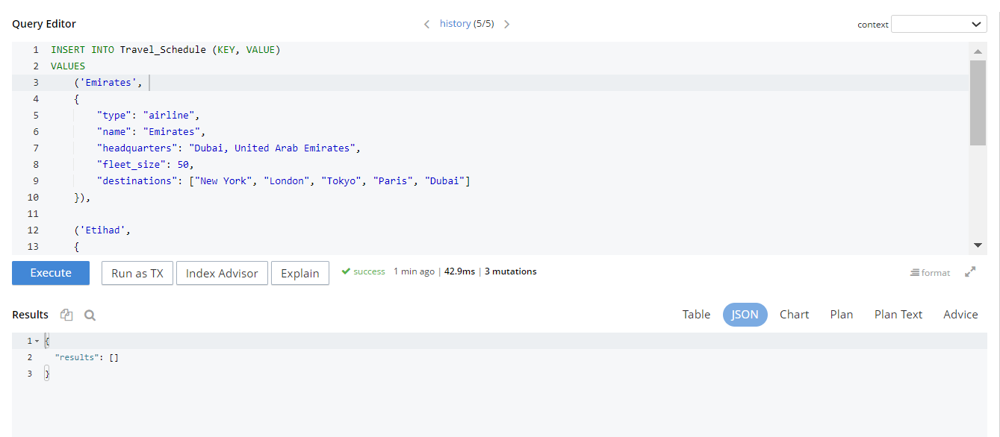 Query Editor
history (5/5)
context
1 INSERT INTO Travel_Schedule (KEY, VALUE)
2 VALUES
3 ('Emirates',
4 {
5 "type": "airline",
6 "name": "Emirates",
7 "headquarters": "Dubai, United Arab Emirates",
8 "fleet_size": 50,
9 "destinations": ["New York", "London", "Tokyo", "Paris", "Dubai"]
10 }),
11
12 ('Etihad',
13 {
Execute Run as TX Index Advisor Explain success 1 min ago | 42.9ms | 3 mutations format
Results Table JSON Chart Plan Plan Text Advice
1 {
2 "results": []
3 }